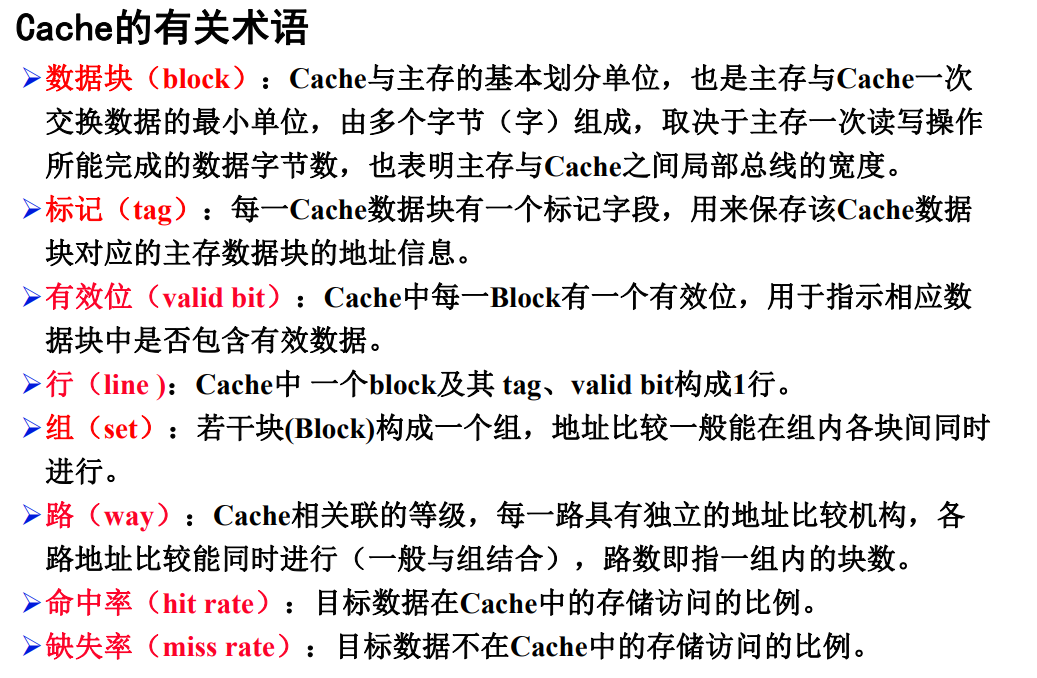 Cache的有关术语
➢数据块（block）：Cache与主存的基本划分单位，也是主存与Cache一次
交换数据的最小单位，由多个字节（字）组成，取决于主存一次读写操作
所能完成的数据字节数，也表明主存与Cache之间局部总线的宽度。
➢标记（tag）：每一Cache数据块有一个标记字段，用来保存该Cache数据
块对应的主存数据块的地址信息。
➢有效位（valid bit）：Cache中每一Block有一个有效位，用于指示相应数
据块中是否包含有效数据。
➢行（line )：Cache中 一个block及其 tag、valid bit构成1行。
➢组（set）：若干块(Block)构成一个组，地址比较一般能在组内各块间同时
进行。
➢路（way）：Cache相关联的等级，每一路具有独立的地址比较机构，各
路地址比较能同时进行（一般与组结合），路数即指一组内的块数。
➢命中率（hit rate）：目标数据在Cache中的存储访问的比例。
➢缺失率（miss rate）：目标数据不在Cache中的存储访问的比例。